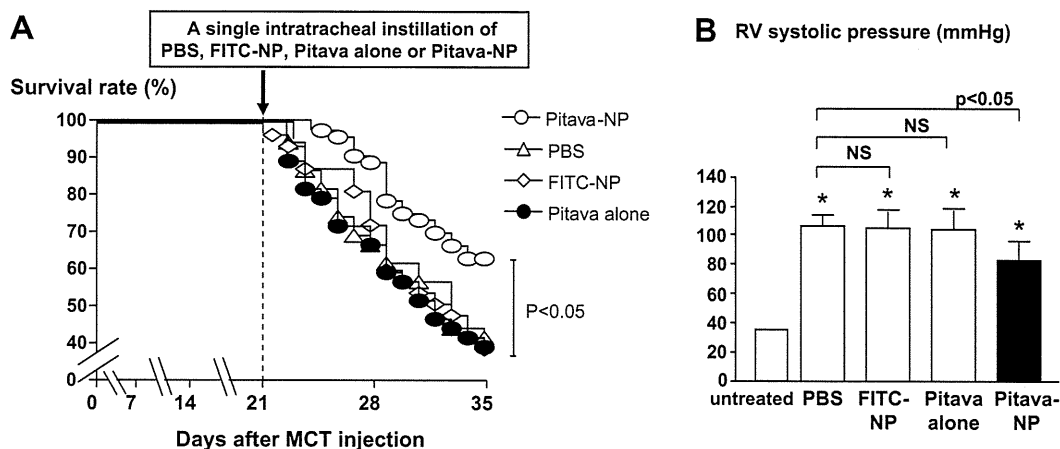 A
A single intratracheal instillation of
PBS, FITC-NP, Pitava alone or Pitava-NP
Survival rate (%)
100
90
80
70
60
50
40
0
0 7 14 21 28 35
Days after MCT injection
Pitava-NP
PBS
FITC-NP
Pitava alone
P<0.05
B RV systolic pressure (mmHg)
p<0.05
NS
NS
140
120
100
80
60
40
20
0
* * * *
untreated PBS FITC- Pitava Pitava-
NP alone NP